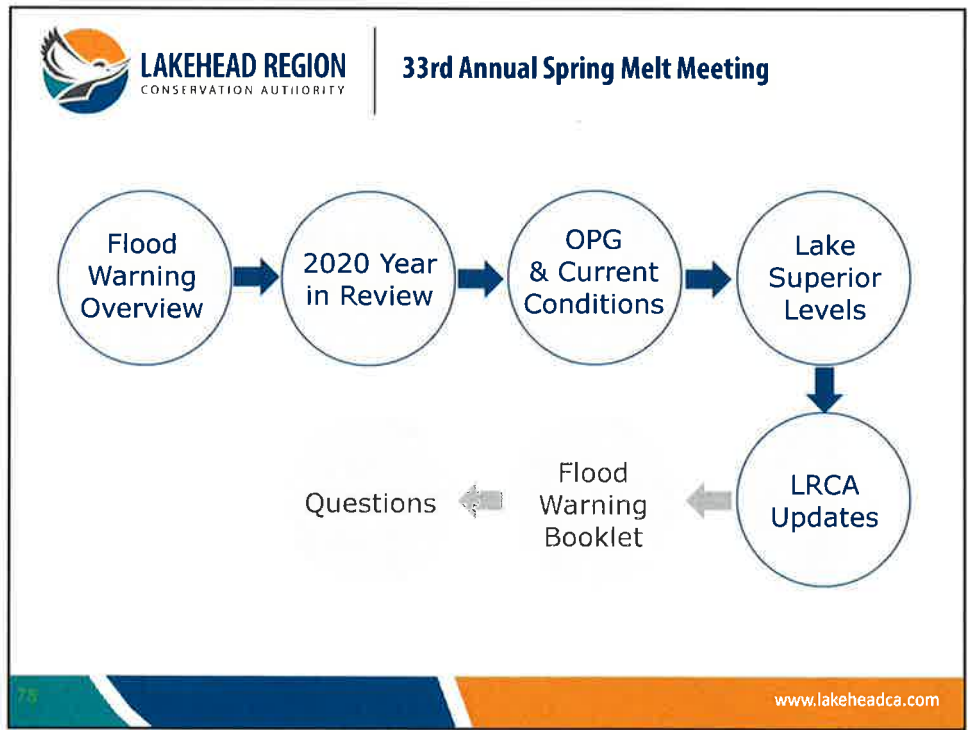 LAKEHEAD REGION
CONSERVATION AUTHORITY
33rd Annual Spring Melt Meeting
Flood
Warning
Overview
2020 Year
in Review
OPG
& Current
Conditions
Lake
Superior
Levels
LRCA
Updates
Flood
Warning
Booklet
Questions
78
www.lakeheadca.com